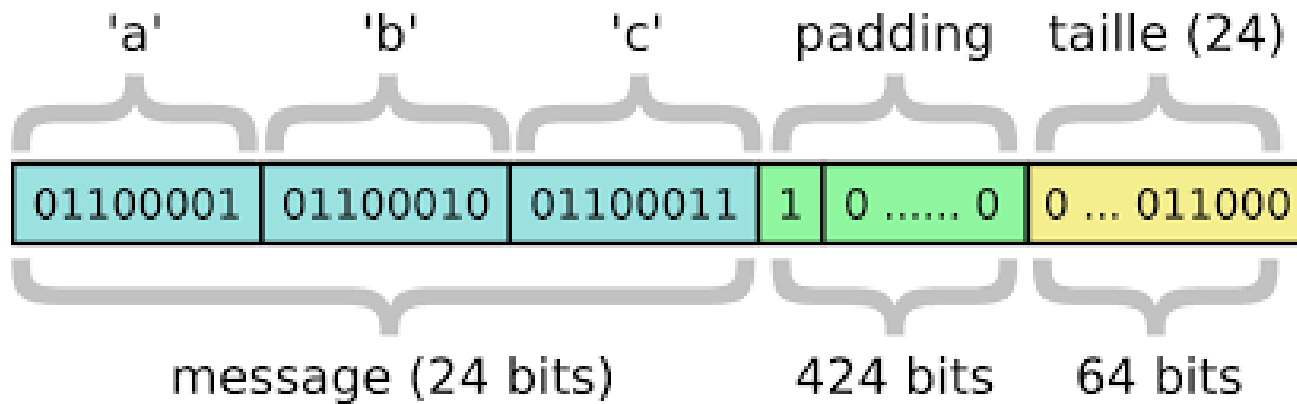 'a' 'b' 'c' padding taille (24)
01100001 01100010 01100011 1 0 ...... 0 0 ... 011000
message (24 bits) 424 bits 64 bits